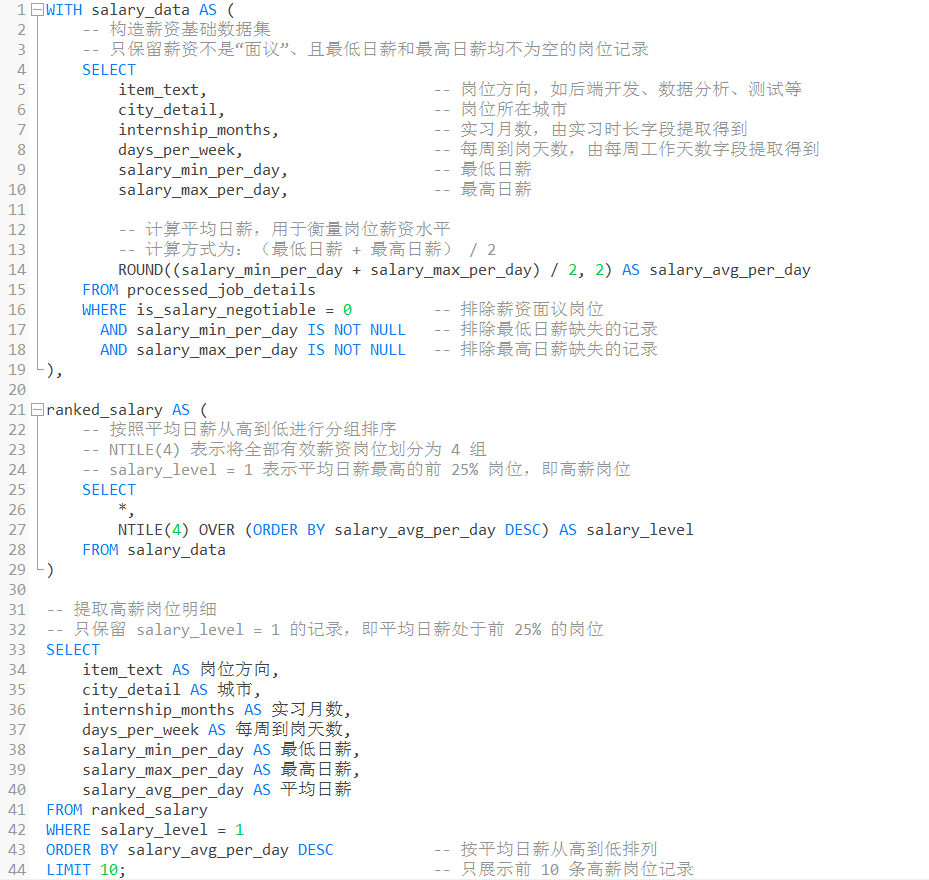 1 WITH salary_data AS (
2 -- 构造薪资基础数据集
3 -- 只保留薪资不是“面议”、且最低日薪和最高日薪均不为空的岗位记录
4 SELECT
5 item_text, -- 岗位方向，如后端开发、数据分析、测试等
6 city_detail, -- 岗位所在城市
7 internship_months, -- 实习月数，由实习时长字段提取得到
8 days_per_week, -- 每周到岗天数，由每周工作天数字段提取得到
9 salary_min_per_day, -- 最低日薪
10 salary_max_per_day, -- 最高日薪
11
12 -- 计算平均日薪，用于衡量岗位薪资水平
13 -- 计算方式为：（最低日薪 + 最高日薪） / 2
14 ROUND((salary_min_per_day + salary_max_per_day) / 2, 2) AS salary_avg_per_day
15 FROM processed_job_details
16 WHERE is_salary_negotiable = 0 -- 排除薪资面议岗位
17 AND salary_min_per_day IS NOT NULL -- 排除最低日薪缺失的记录
18 AND salary_max_per_day IS NOT NULL -- 排除最高日薪缺失的记录
19 ),
20
21 ranked_salary AS (
22 -- 按照平均日薪从高到低进行分组排序
23 -- NTILE(4) 表示将全部有效薪资岗位划分为 4 组
24 -- salary_level = 1 表示平均日薪最高的前 25% 岗位，即高薪岗位
25 SELECT
26 *,
27 NTILE(4) OVER (ORDER BY salary_avg_per_day DESC) AS salary_level
28 FROM salary_data
29 )
30
31 -- 提取高薪岗位明细
32 -- 只保留 salary_level = 1 的记录，即平均日薪处于前 25% 的岗位
33 SELECT
34 item_text AS 岗位方向,
35 city_detail AS 城市,
36 internship_months AS 实习月数,
37 days_per_week AS 每周到岗天数,
38 salary_min_per_day AS 最低日薪,
39 salary_max_per_day AS 最高日薪,
40 salary_avg_per_day AS 平均日薪
41 FROM ranked_salary
42 WHERE salary_level = 1
43 ORDER BY salary_avg_per_day DESC -- 按平均日薪从高到低排列
44 LIMIT 10; -- 只展示前 10 条高薪岗位记录